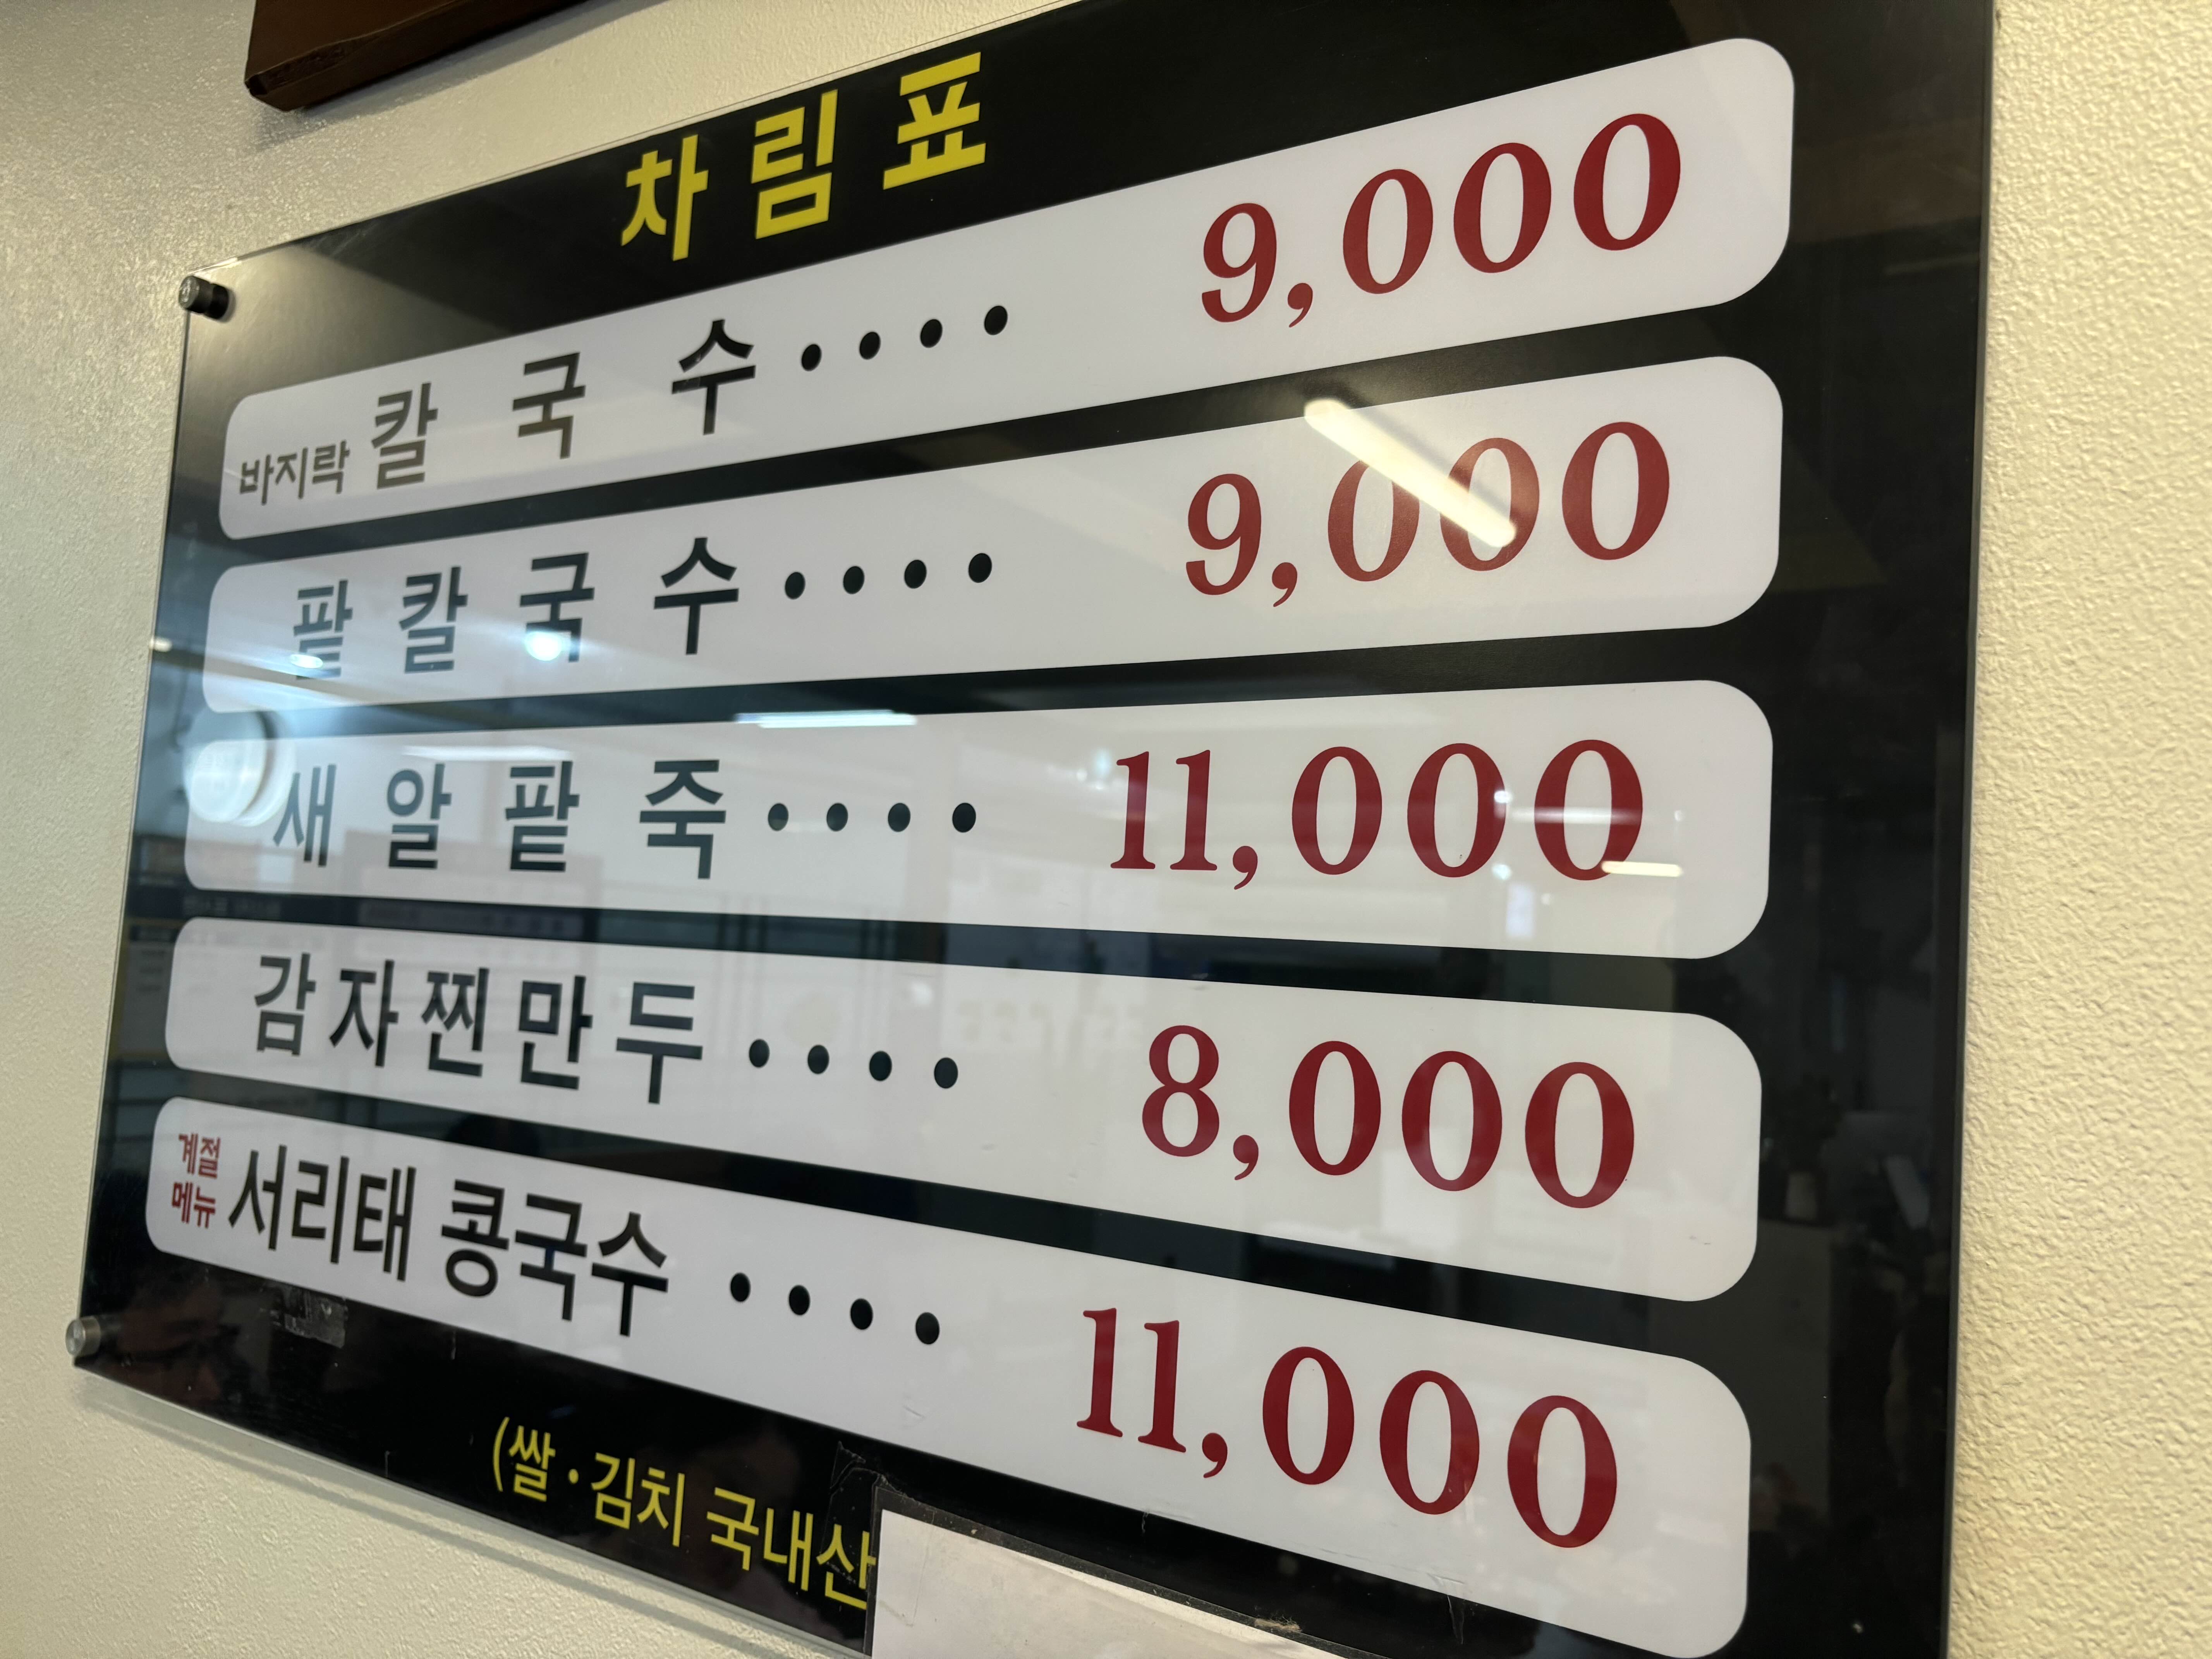 차림표
바지락 칼국수···· 9,000
팥칼국수···· 9,000
새알팥죽···· 11,000
감자찐만두···· 8,000
계절메뉴 서리태 콩국수···· 11,000
(쌀·김치 국내산